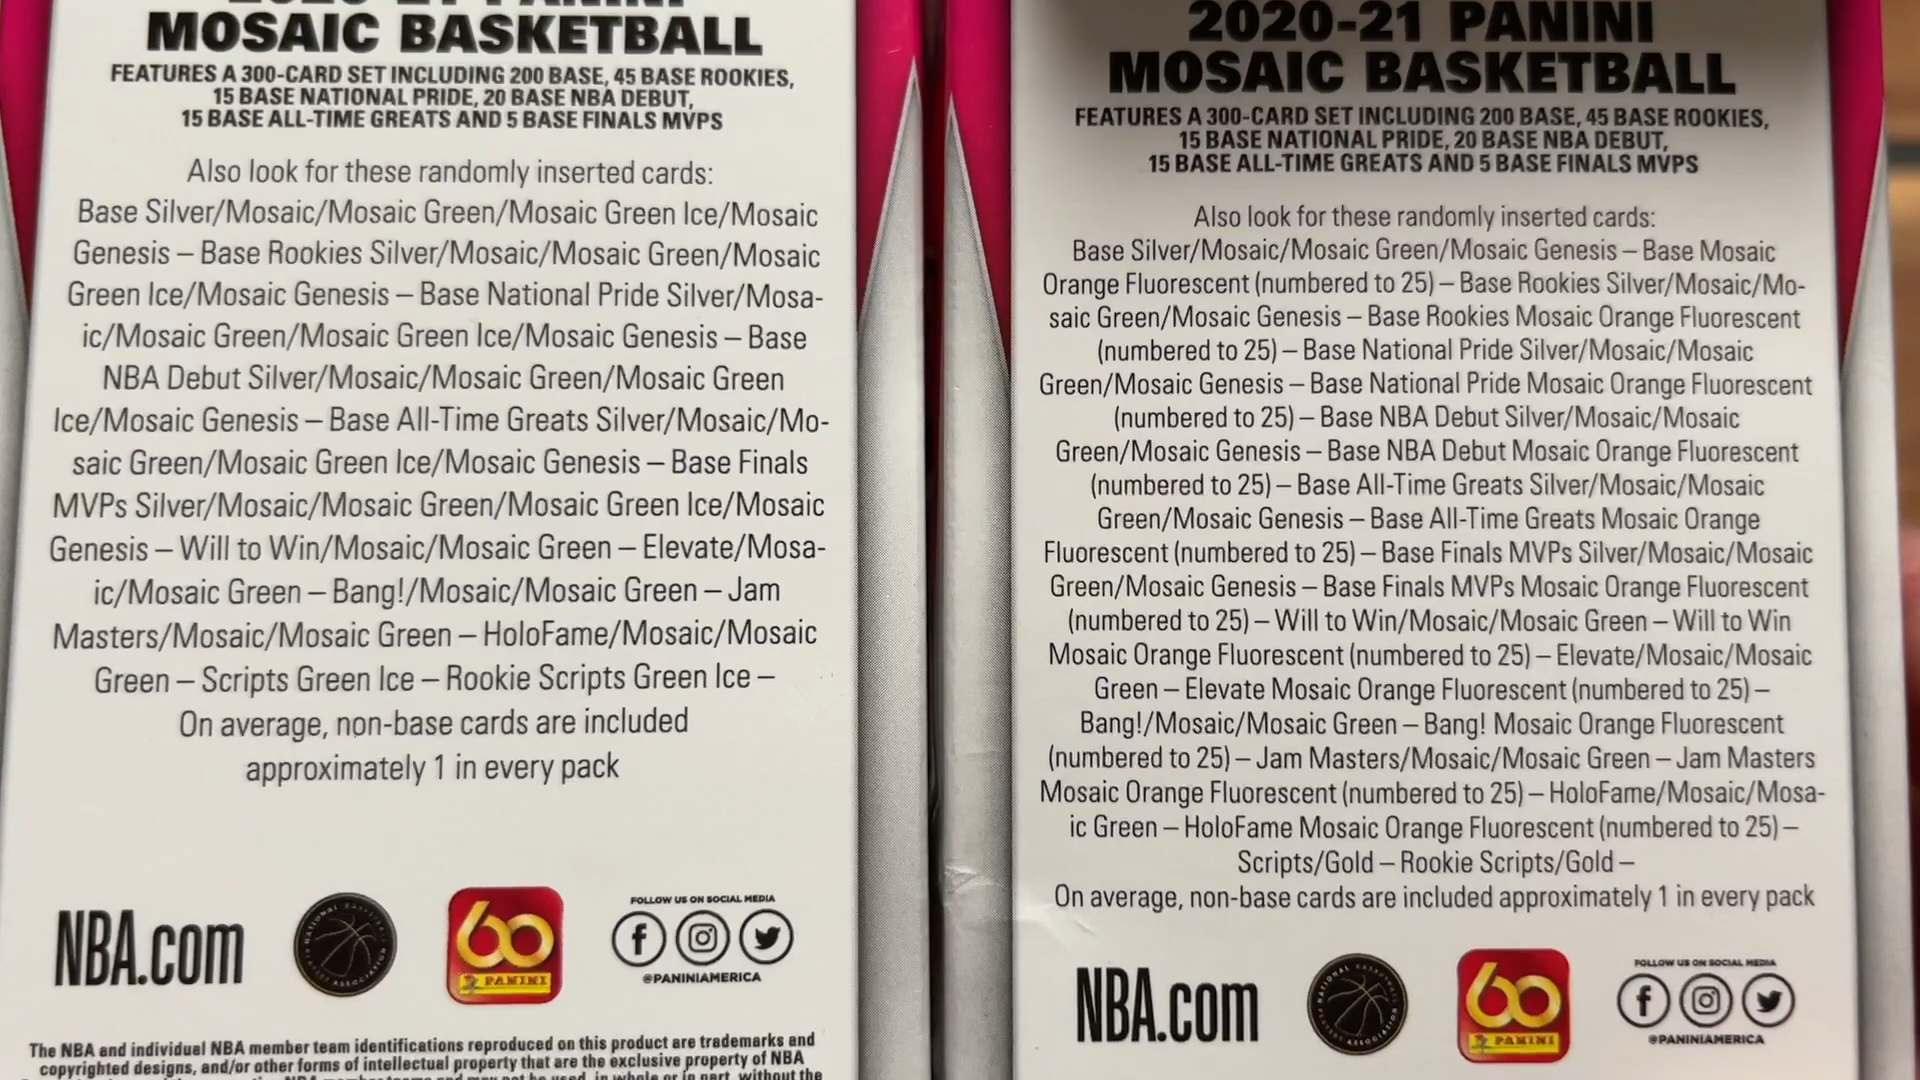 2020-21 PANINI
MOSAIC BASKETBALL
FEATURES A 300-CARD SET INCLUDING 200 BASE, 45 BASE ROOKIES,
15 BASE NATIONAL PRIDE, 20 BASE NBA DEBUT,
15 BASE ALL-TIME GREATS AND 5 BASE FINALS MVPS
Also look for these randomly inserted cards:
Base Silver/Mosaic/Mosaic Green/Mosaic Green Ice/Mosaic
Genesis – Base Rookies Silver/Mosaic/Mosaic Green/Mosaic
Green Ice/Mosaic Genesis – Base National Pride Silver/Mosa-
ic/Mosaic Green/Mosaic Green Ice/Mosaic Genesis – Base
NBA Debut Silver/Mosaic/Mosaic Green/Mosaic Green
Ice/Mosaic Genesis – Base All-Time Greats Silver/Mosaic/Mo-
saic Green/Mosaic Green Ice/Mosaic Genesis – Base Finals
MVPs Silver/Mosaic/Mosaic Green/Mosaic Green Ice/Mosaic
Genesis – Will to Win/Mosaic/Mosaic Green – Elevate/Mosa-
ic/Mosaic Green – Bang!/Mosaic/Mosaic Green – Jam
Masters/Mosaic/Mosaic Green – HoloFame/Mosaic/Mosaic
Green – Scripts Green Ice – Rookie Scripts Green Ice –
On average, non-base cards are included
approximately 1 in every pack
NBA.com
NATIONAL BASKETBALL PLAYERS ASSOCIATION
60
PANINI
FOLLOW US ON SOCIAL MEDIA
@PANINIAMERICA
The NBA and individual NBA member team identifications reproduced on this product are trademarks and
copyrighted designs, and/or other forms of intellectual property that are the exclusive property of NBA
2020-21 PANINI
MOSAIC BASKETBALL
FEATURES A 300-CARD SET INCLUDING 200 BASE, 45 BASE ROOKIES,
15 BASE NATIONAL PRIDE, 20 BASE NBA DEBUT,
15 BASE ALL-TIME GREATS AND 5 BASE FINALS MVPS
Also look for these randomly inserted cards:
Base Silver/Mosaic/Mosaic Green/Mosaic Genesis – Base Mosaic
Orange Fluorescent (numbered to 25) – Base Rookies Silver/Mosaic/Mo-
saic Green/Mosaic Genesis – Base Rookies Mosaic Orange Fluorescent
(numbered to 25) – Base National Pride Silver/Mosaic/Mosaic
Green/Mosaic Genesis – Base National Pride Mosaic Orange Fluorescent
(numbered to 25) – Base NBA Debut Silver/Mosaic/Mosaic
Green/Mosaic Genesis – Base NBA Debut Mosaic Orange Fluorescent
(numbered to 25) – Base All-Time Greats Silver/Mosaic/Mosaic
Green/Mosaic Genesis – Base All-Time Greats Mosaic Orange
Fluorescent (numbered to 25) – Base Finals MVPs Silver/Mosaic/Mosaic
Green/Mosaic Genesis – Base Finals MVPs Mosaic Orange Fluorescent
(numbered to 25) – Will to Win/Mosaic/Mosaic Green – Will to Win
Mosaic Orange Fluorescent (numbered to 25) – Elevate/Mosaic/Mosaic
Green – Elevate Mosaic Orange Fluorescent (numbered to 25) –
Bang!/Mosaic/Mosaic Green – Bang! Mosaic Orange Fluorescent
(numbered to 25) – Jam Masters/Mosaic/Mosaic Green – Jam Masters
Mosaic Orange Fluorescent (numbered to 25) – HoloFame/Mosaic/Mosa-
ic Green – HoloFame Mosaic Orange Fluorescent (numbered to 25) –
Scripts/Gold – Rookie Scripts/Gold –
On average, non-base cards are included approximately 1 in every pack
NBA.com
NATIONAL BASKETBALL PLAYERS ASSOCIATION
60
PANINI
FOLLOW US ON SOCIAL MEDIA
@PANINIAMERICA